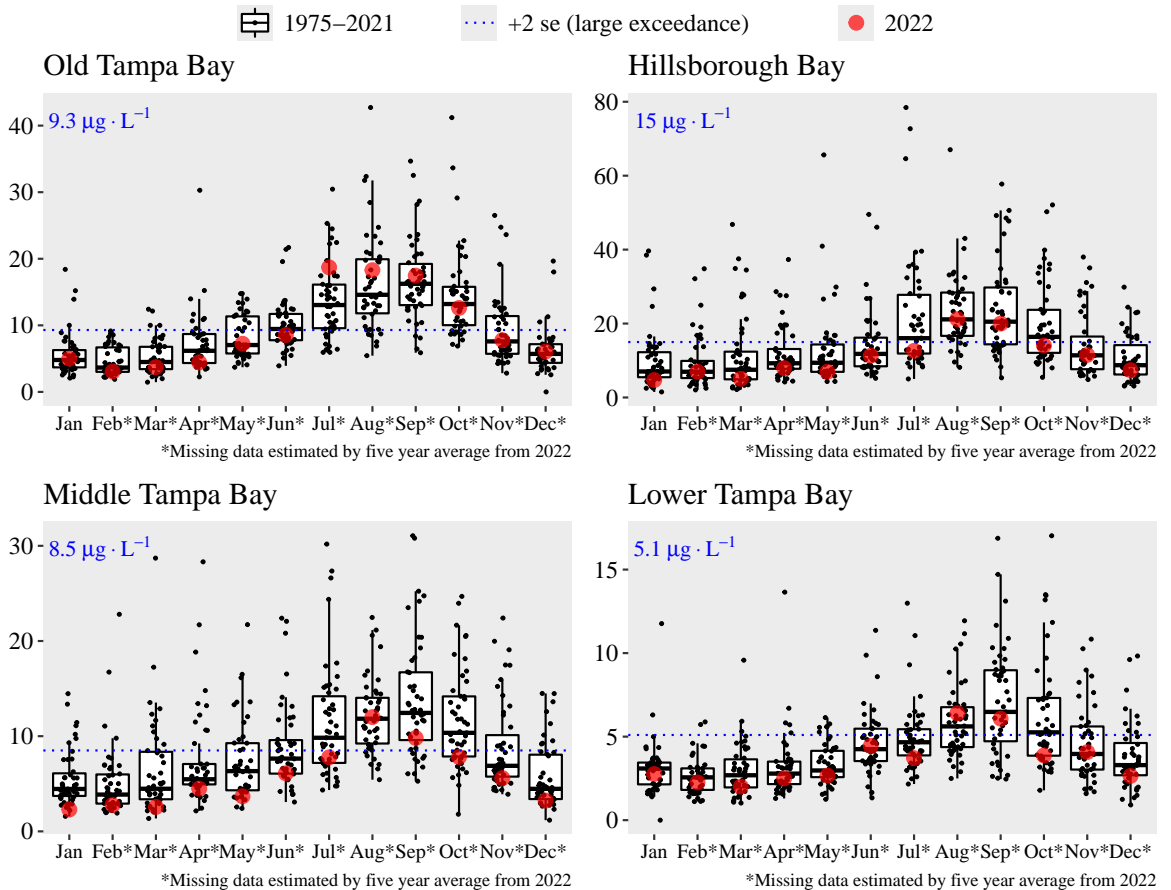 1975–2021 +2 se (large exceedance) 2022
Old Tampa Bay
9.3 μg · L⁻¹
40
30
20
10
0
Jan Feb* Mar* Apr* May* Jun* Jul* Aug* Sep* Oct* Nov* Dec*
*Missing data estimated by five year average from 2022
Hillsborough Bay
15 μg · L⁻¹
80
60
40
20
0
Jan Feb* Mar* Apr* May* Jun* Jul* Aug* Sep* Oct* Nov* Dec*
*Missing data estimated by five year average from 2022
Middle Tampa Bay
8.5 μg · L⁻¹
30
20
10
0
Jan Feb* Mar* Apr* May* Jun* Jul* Aug* Sep* Oct* Nov* Dec*
*Missing data estimated by five year average from 2022
Lower Tampa Bay
5.1 μg · L⁻¹
15
10
5
0
Jan Feb* Mar* Apr* May* Jun* Jul* Aug* Sep* Oct* Nov* Dec*
*Missing data estimated by five year average from 2022